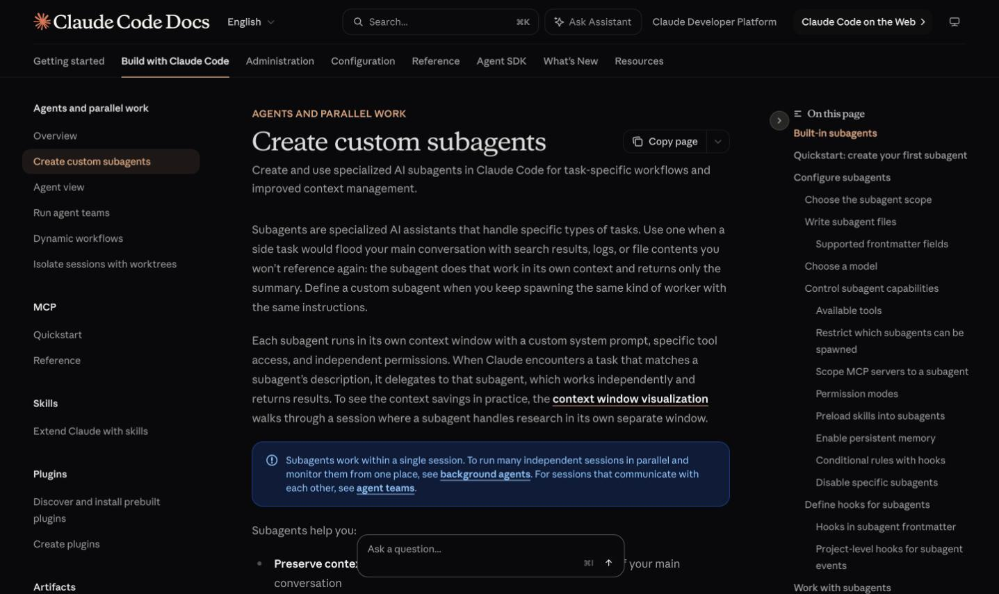 Claude Code Docs
English
Search...
⌘K
Ask Assistant
Claude Developer Platform
Claude Code on the Web
Getting started
Build with Claude Code
Administration
Configuration
Reference
Agent SDK
What's New
Resources
Agents and parallel work
Overview
Create custom subagents
Agent view
Run agent teams
Dynamic workflows
Isolate sessions with worktrees
MCP
Quickstart
Reference
Skills
Extend Claude with skills
Plugins
Discover and install prebuilt
plugins
Create plugins
Artifacts
AGENTS AND PARALLEL WORK
Create custom subagents
Copy page
Create and use specialized AI subagents in Claude Code for task-specific workflows and
improved context management.
Subagents are specialized AI assistants that handle specific types of tasks. Use one when a
side task would flood your main conversation with search results, logs, or file contents you
won't reference again: the subagent does that work in its own context and returns only the
summary. Define a custom subagent when you keep spawning the same kind of worker with
the same instructions.
Each subagent runs in its own context window with a custom system prompt, specific tool
access, and independent permissions. When Claude encounters a task that matches a
subagent's description, it delegates to that subagent, which works independently and
returns results. To see the context savings in practice, the context window visualization
walks through a session where a subagent handles research in its own separate window.
Subagents work within a single session. To run many independent sessions in parallel and
monitor them from one place, see background agents. For sessions that communicate with
each other, see agent teams.
Subagents help you:
Preserve your main
conversation
Ask a question...
⌘I
On this page
Built-in subagents
Quickstart: create your first subagent
Configure subagents
Choose the subagent scope
Write subagent files
Supported frontmatter fields
Choose a model
Control subagent capabilities
Available tools
Restrict which subagents can be
spawned
Scope MCP servers to a subagent
Permission modes
Preload skills into subagents
Enable persistent memory
Conditional rules with hooks
Disable specific subagents
Define hooks for subagents
Hooks in subagent frontmatter
Project-level hooks for subagent
events
Work with subagents